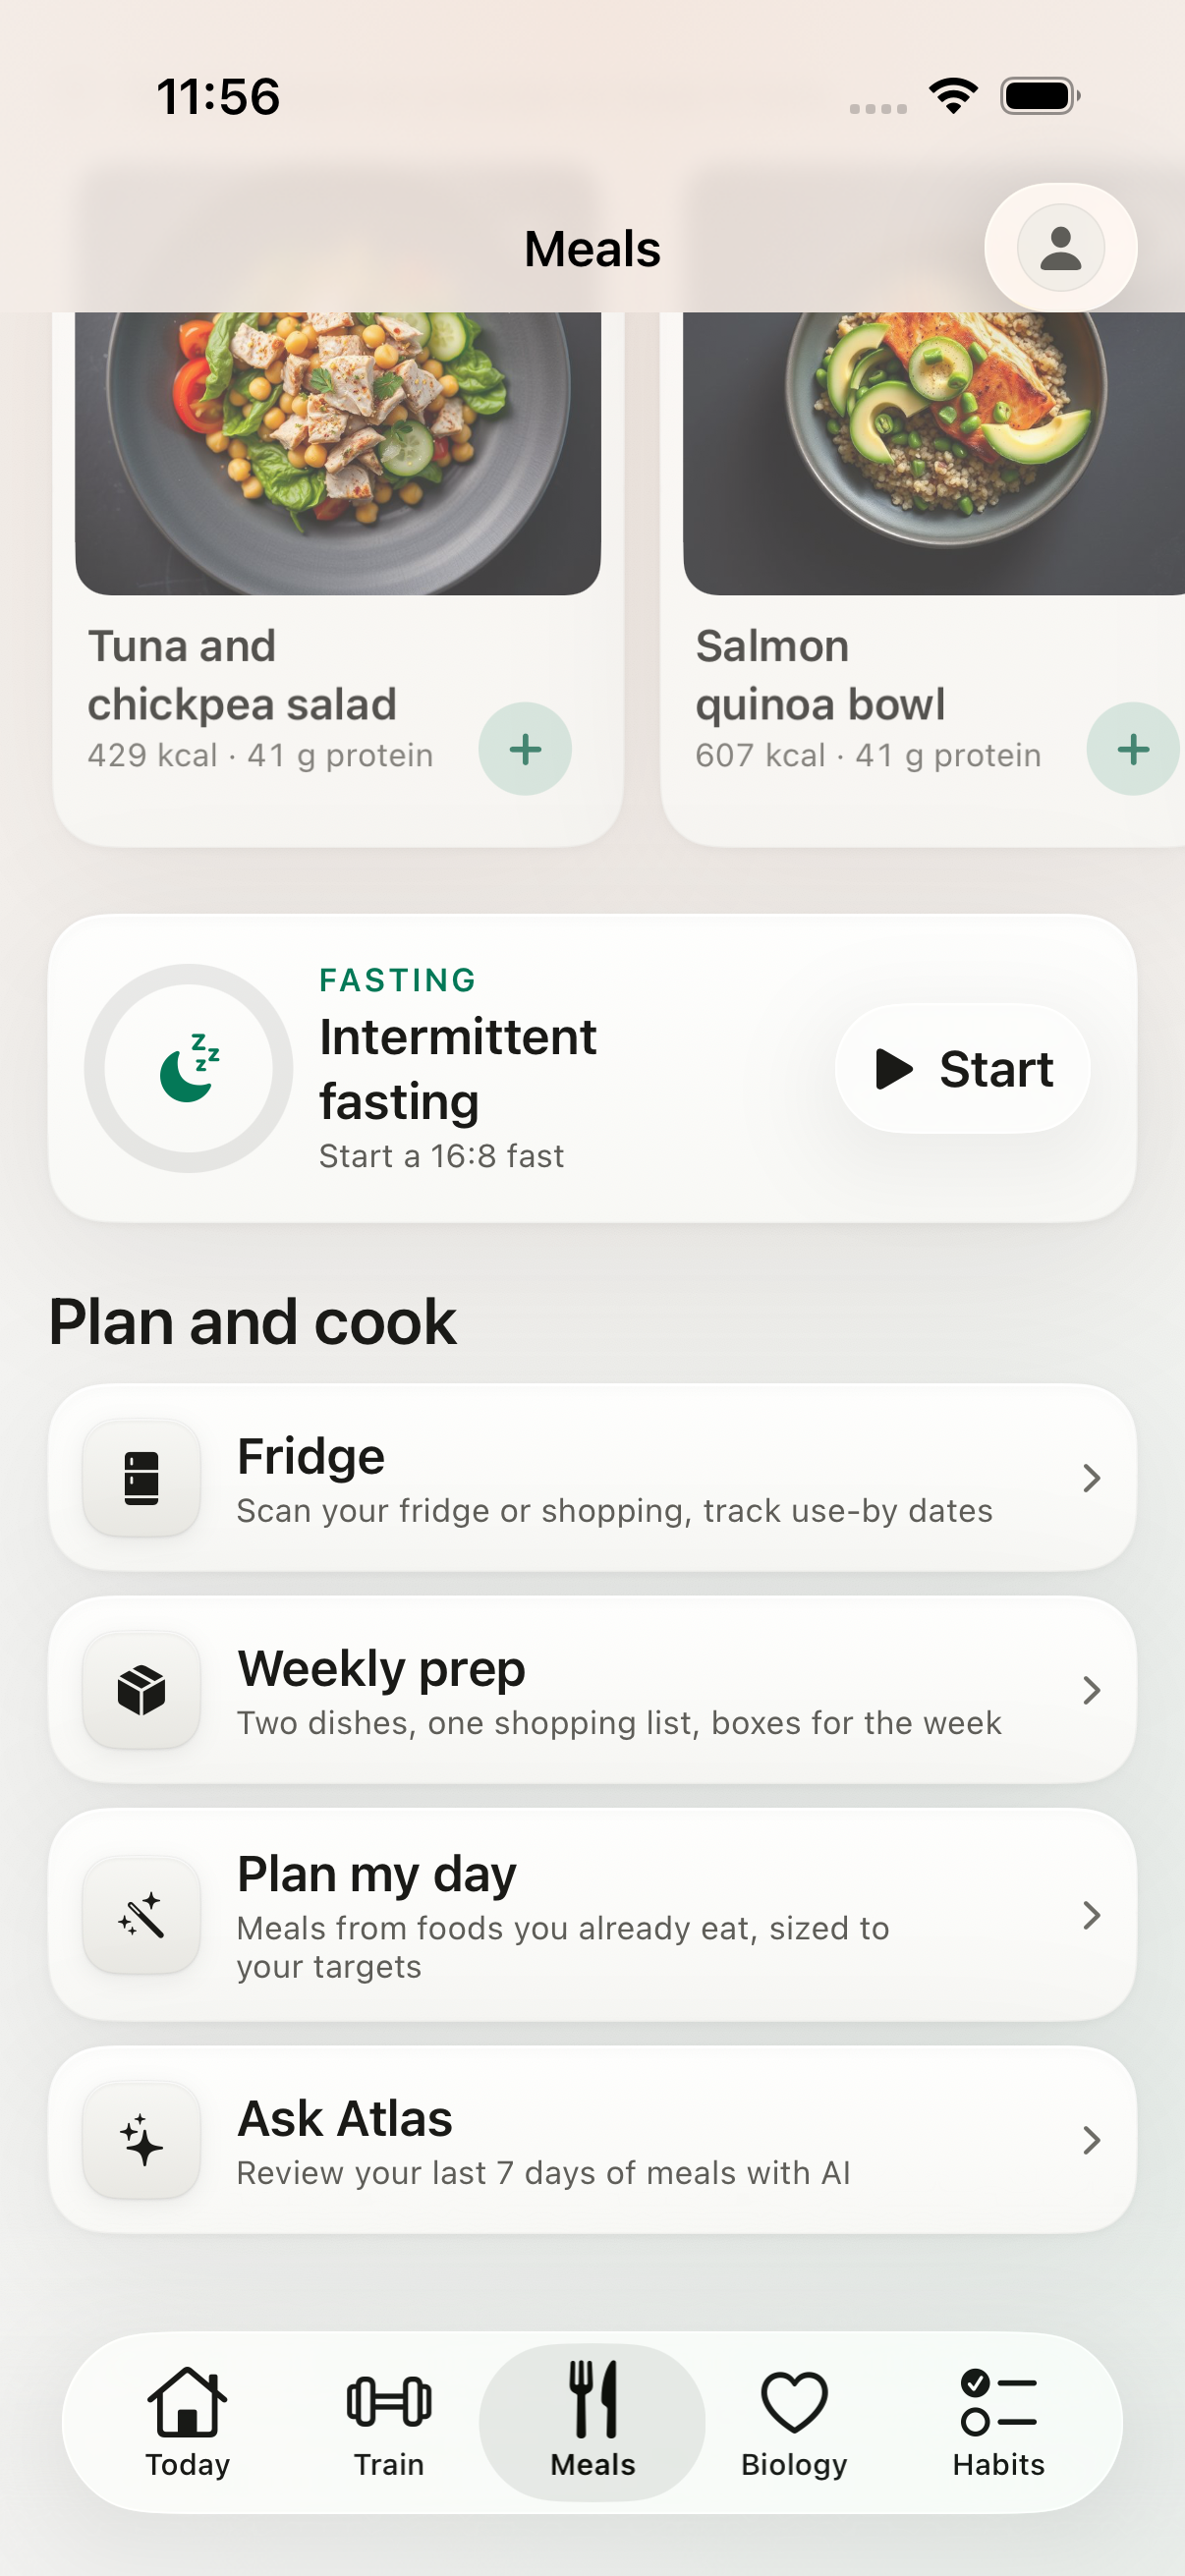 11:56
Meals
Tuna and
chickpea salad
429 kcal · 41 g protein
Salmon
quinoa bowl
607 kcal · 41 g protein
FASTING
Intermittent
fasting
Start a 16:8 fast
Start
Plan and cook
Fridge
Scan your fridge or shopping, track use-by dates
Weekly prep
Two dishes, one shopping list, boxes for the week
Plan my day
Meals from foods you already eat, sized to
your targets
Ask Atlas
Review your last 7 days of meals with AI
Today
Train
Meals
Biology
Habits